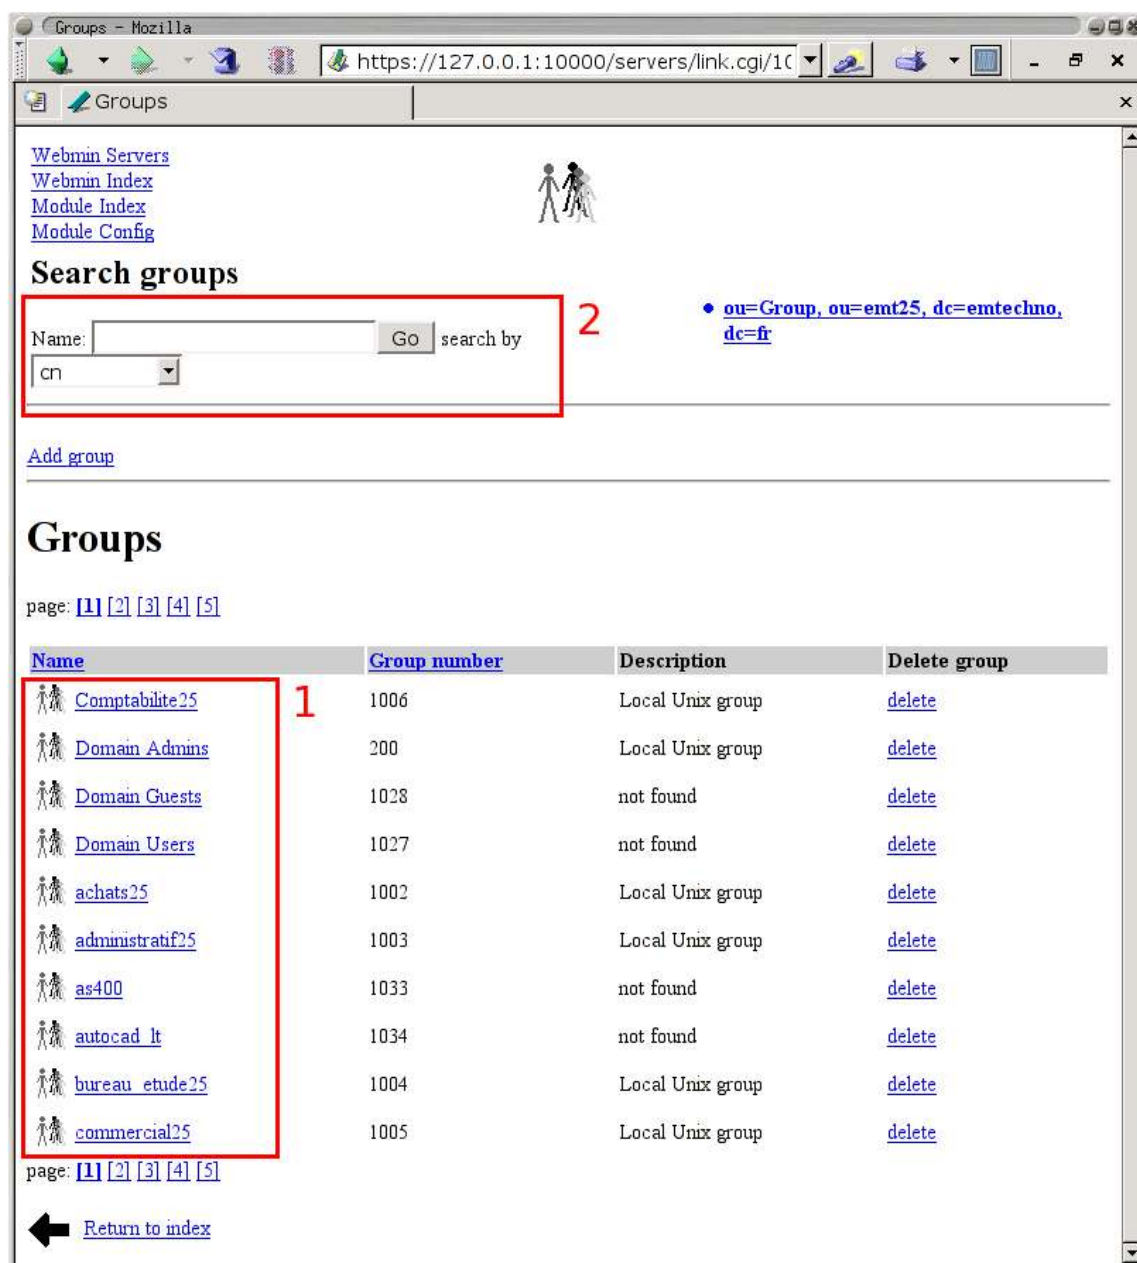 Groups - Mozilla
https://127.0.0.1:10000/servers/link.cgi/10
Groups
Webmin Servers
Webmin Index
Module Index
Module Config
Search groups
Name: Go search by
cn
2
ou=Group, ou=emt25, dc=emtechno,
dc=fr
Add group
Groups
page: [1] [2] [3] [4] [5]
Name Group number Description Delete group
1
Comptabilite25 1006 Local Unix group delete
Domain Admins 200 Local Unix group delete
Domain Guests 1028 not found delete
Domain Users 1027 not found delete
achats25 1002 Local Unix group delete
administratif25 1003 Local Unix group delete
as400 1033 not found delete
autocad_lt 1034 not found delete
bureau_etude25 1004 Local Unix group delete
commercial25 1005 Local Unix group delete
page: [1] [2] [3] [4] [5]
Return to index